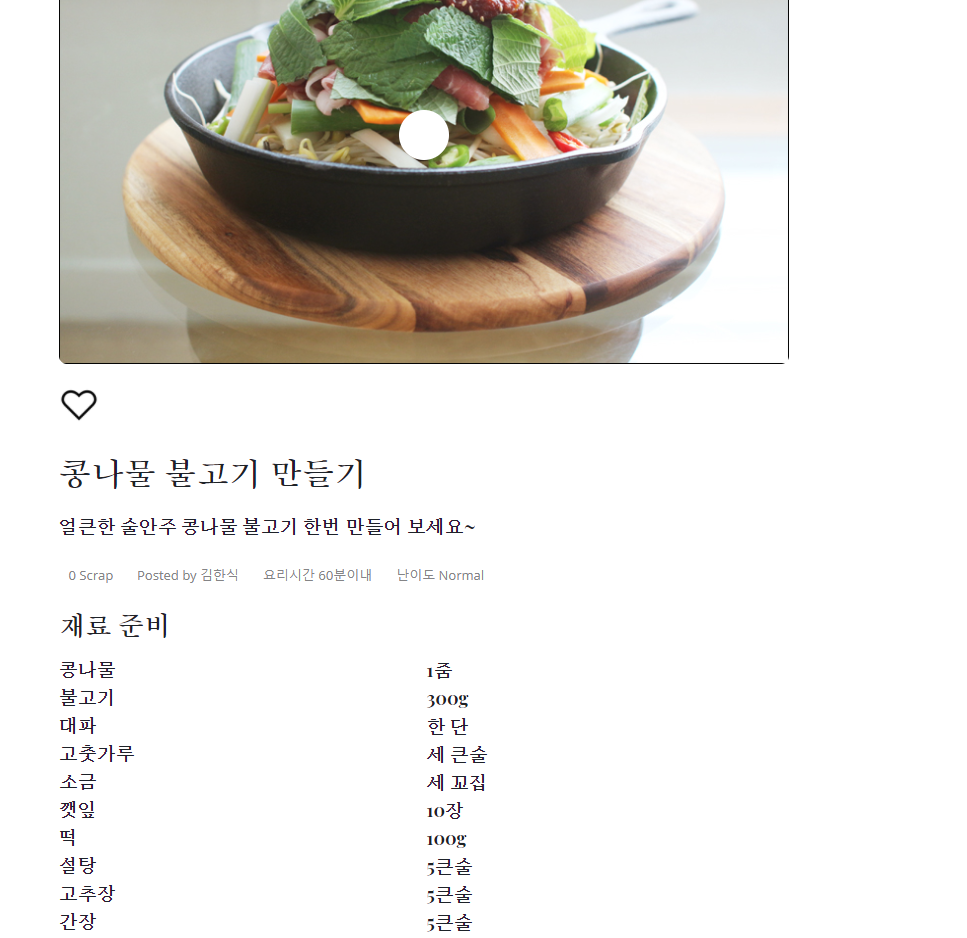 콩나물 불고기 만들기
얼큰한 술안주 콩나물 불고기 한번 만들어 보세요~
0 Scrap Posted by 김한식 요리시간 60분이내 난이도 Normal
재료 준비
콩나물 1줌
불고기 300g
대파 한 단
고춧가루 세 큰술
소금 세 꼬집
깻잎 10장
떡 100g
설탕 5큰술
고추장 5큰술
간장 5큰술